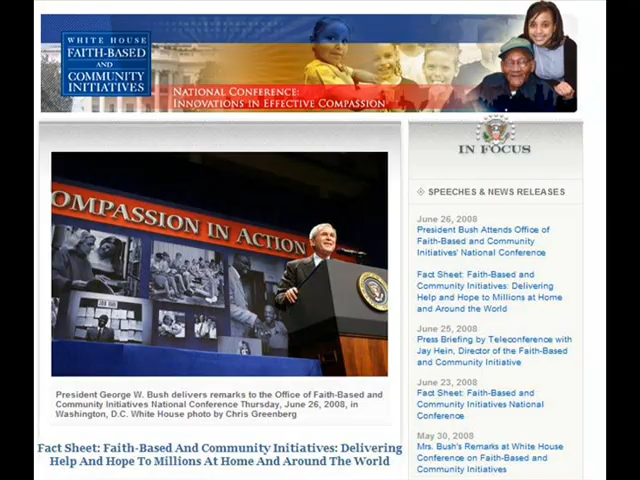 WHITE HOUSE
FAITH-BASED
AND
COMMUNITY
INITIATIVES
NATIONAL CONFERENCE:
INNOVATIONS IN EFFECTIVE COMPASSION
IN FOCUS
SPEECHES & NEWS RELEASES
OMPASSION IN ACTION
June 26, 2008
President Bush Attends Office of
Faith-Based and Community
Initiatives' National Conference
Fact Sheet: Faith-Based and
Community Initiatives: Delivering
Help and Hope to Millions at Home
and Around the World
June 25, 2008
Press Briefing by Teleconference with
Jay Hein, Director of the Faith-Based
and Community Initiative
June 23, 2008
Fact Sheet: Faith-Based and
Community Initiatives National
Conference
May 30, 2008
Mrs. Bush's Remarks at White House
Conference on Faith-Based and
Community Initiatives
President George W. Bush delivers remarks to the Office of Faith-Based and
Community Initiatives National Conference Thursday, June 26, 2008, in
Washington, D.C. White House photo by Chris Greenberg
Fact Sheet: Faith-Based And Community Initiatives: Delivering
Help And Hope To Millions At Home And Around The World